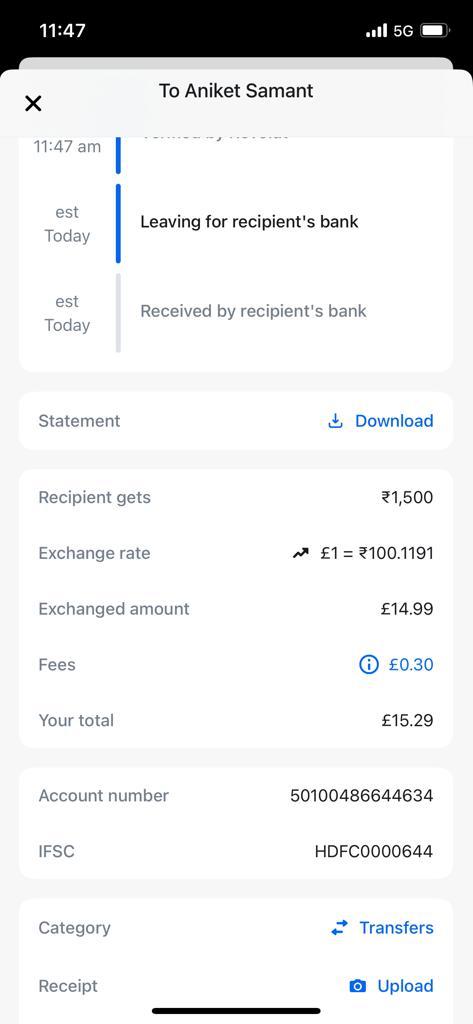 11:47
5G
To Aniket Samant
11:47 am
est
Today
Leaving for recipient's bank
est
Today
Received by recipient's bank
Statement
Download
Recipient gets
₹1,500
Exchange rate
£1 = ₹100.1191
Exchanged amount
£14.99
Fees
£0.30
Your total
£15.29
Account number
50100486644634
IFSC
HDFC0000644
Category
Transfers
Receipt
Upload